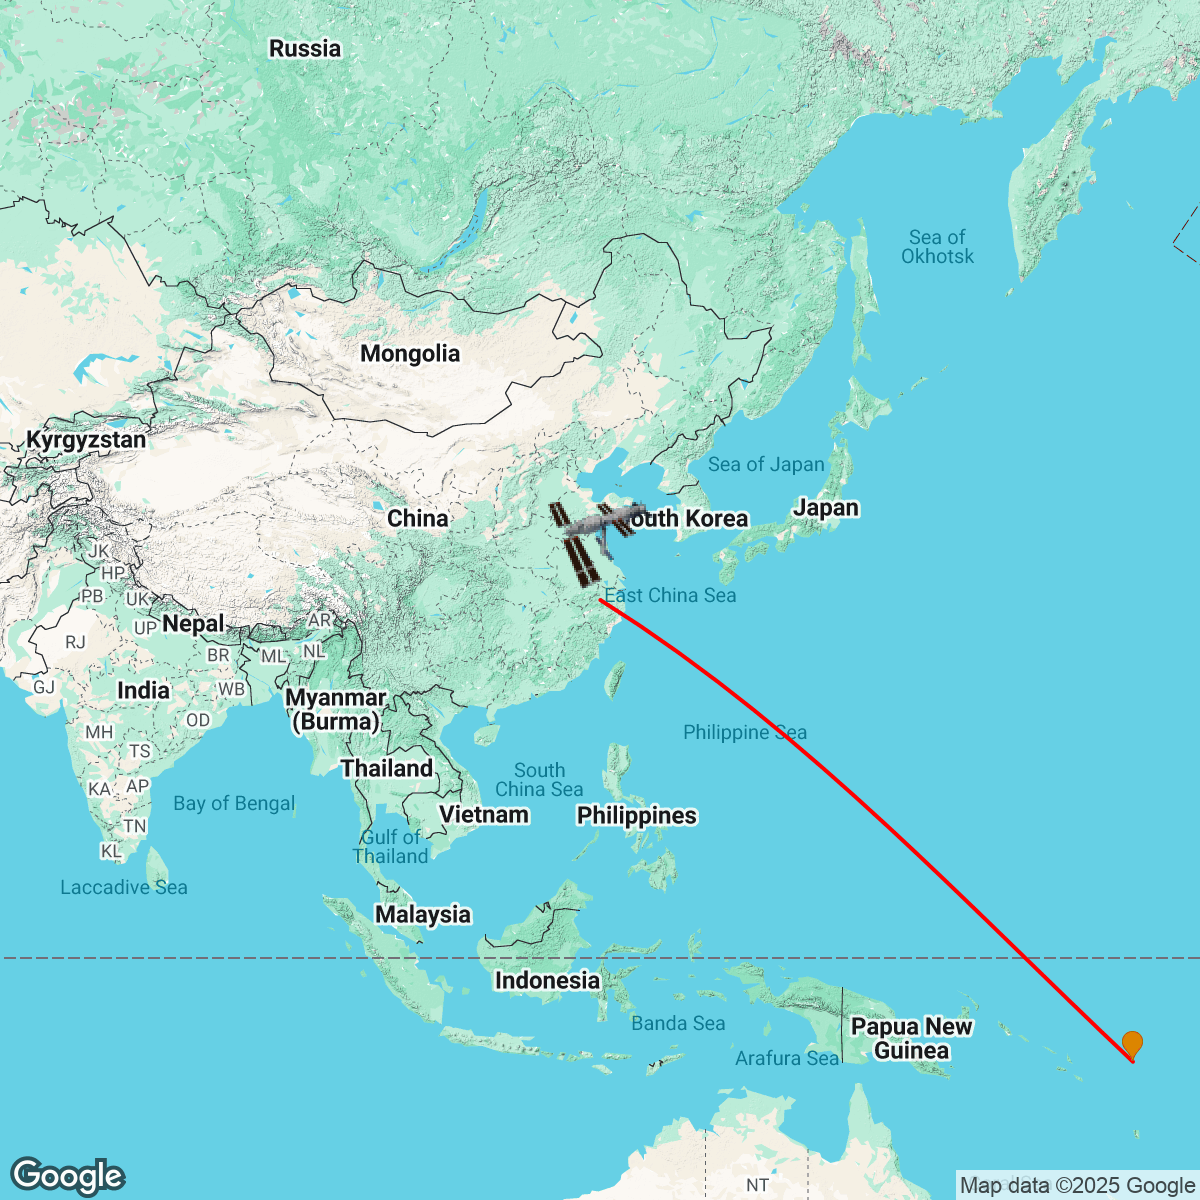 Russia
Sea of
Okhotsk
Mongolia
Kyrgyzstan
Sea of Japan
Japan
China
outh Korea
JK
HP
PB
UK
East China Sea
AR
Nepal
UP
RJ
NL
BR
ML
GJ
India
WB
Myanmar
(Burma)
OD
MH
Philippine Sea
TS
Thailand
South
China Sea
KA
AP
Bay of Bengal
Vietnam
Philippines
TN
Gulf of
Thailand
KL
Laccadive Sea
Malaysia
Indonesia
Banda Sea
Papua New
Guinea
Arafura Sea
NT
Google
Map data ©2025 Google